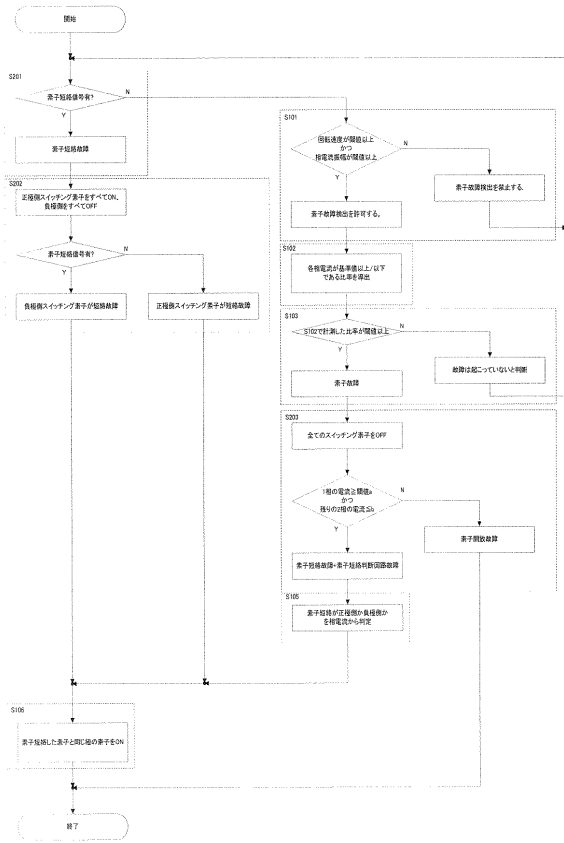 開始
S201
素子短絡信号有?
N
Y
素子短絡故障
S202
正極側スイッチング素子をすべてON、
負極側をすべてOFF
素子短絡信号有?
N
Y
負極側スイッチング素子が短絡故障
正極側スイッチング素子が短絡故障
S101
回転速度が閾値以上
かつ
相電流振幅が閾値以上
N
Y
素子故障検出を禁止する.
素子故障検出を許可する。
S102
各相電流が基準値以上/以下
である比率を導出
S103
S102で計測した比率が閾値以上
N
Y
故障は起こっていないと判断
素子故障
S203
全てのスイッチング素子をOFF
1相の電流≧閾値a
かつ
残りの2相の電流≦b
N
Y
素子開放故障
素子短絡故障+素子短絡判断回路故障
S105
素子短絡が正極側か負極側か
を相電流から判定
S106
素子短絡した素子と同じ極の素子をON
終了